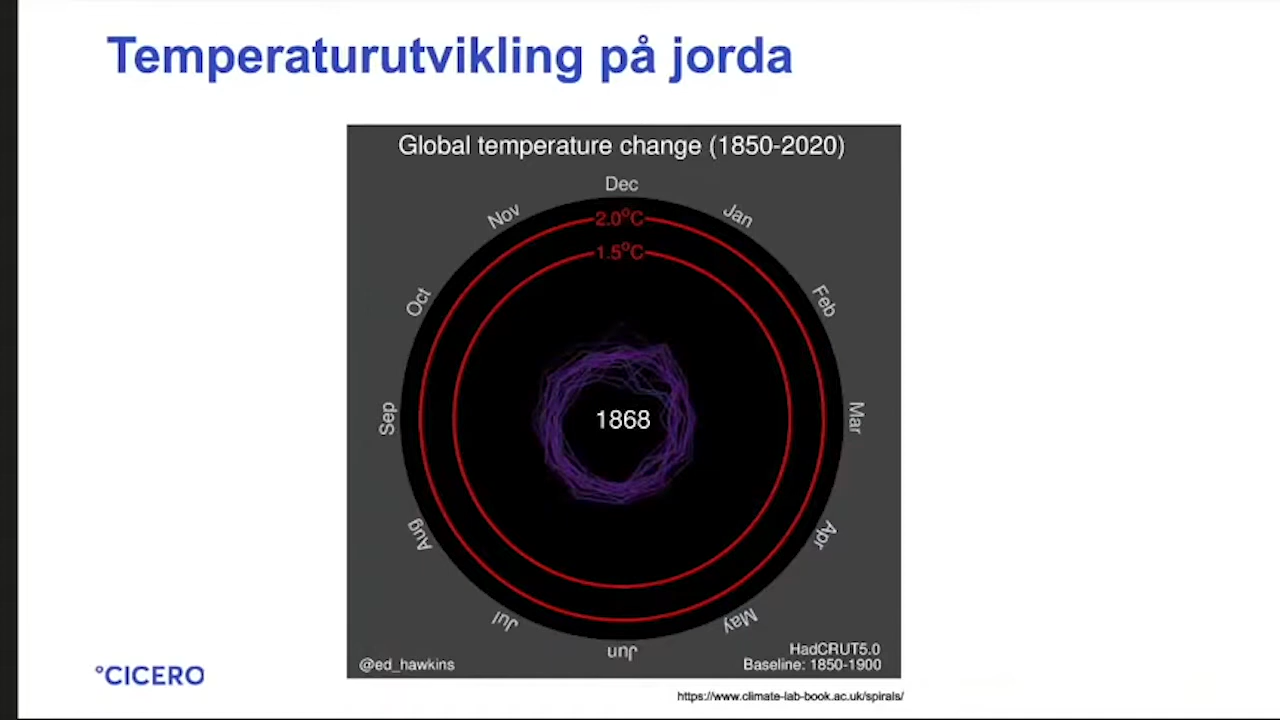 Temperaturutvikling på jorda
Global temperature change (1850-2020)
Dec
Nov
Jan
2.0°C
1.5°C
Oct
Feb
Sep
1868
Mar
Aug
Apr
Jul
May
Jun
HadCRUT5.0
@ed_hawkins
Baseline: 1850-1900
°CICERO
https://www.climate-lab-book.ac.uk/spirals/